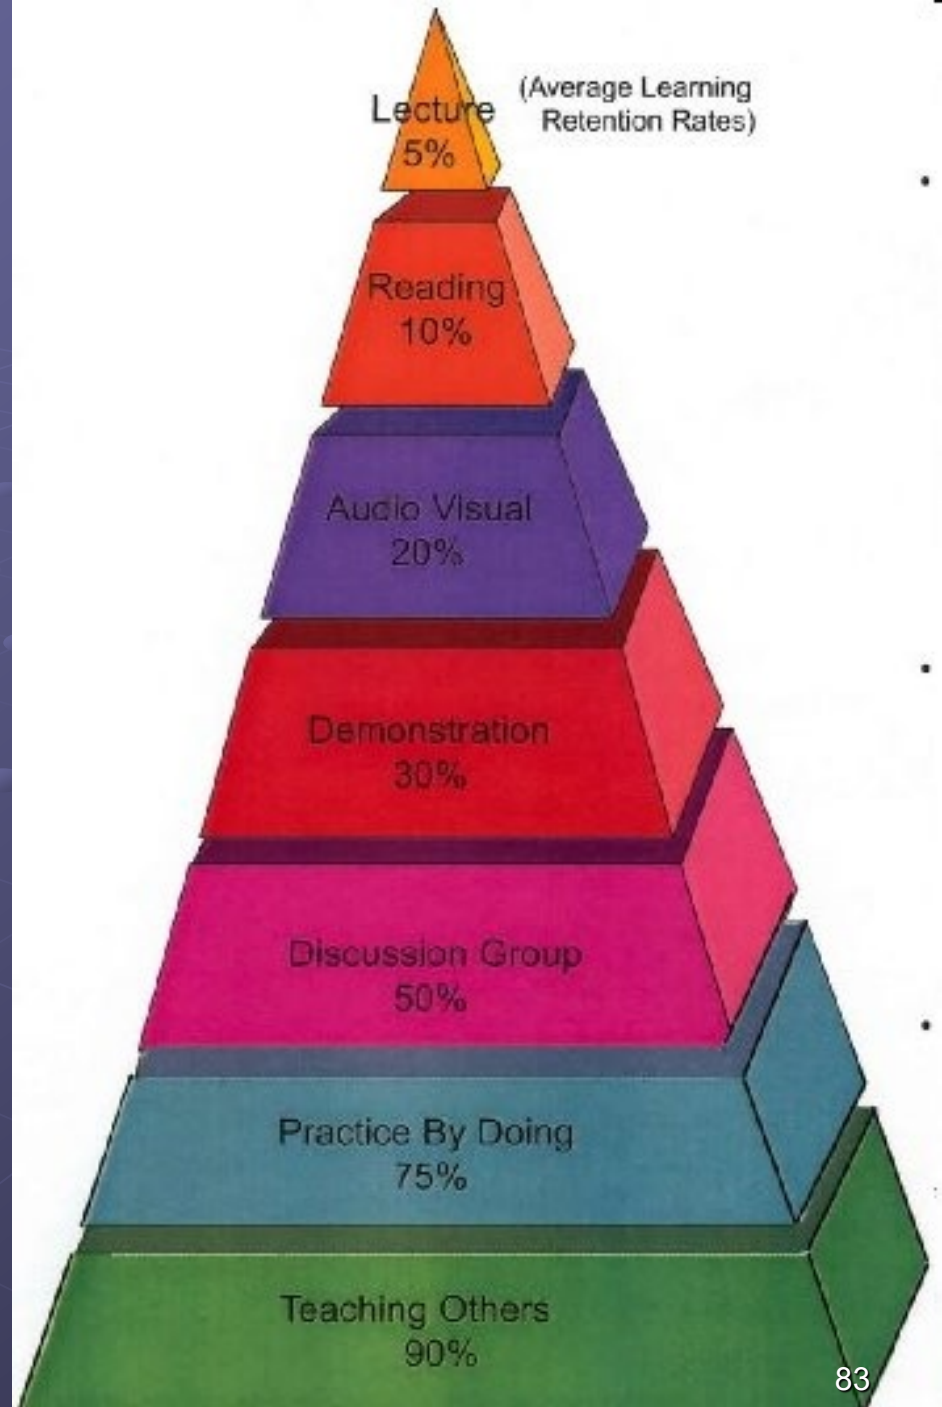 (Average Learning
Retention Rates)
Lecture
5%
Reading
10%
Audio Visual
20%
Demonstration
30%
Discussion Group
50%
Practice By Doing
75%
Teaching Others
90%
83